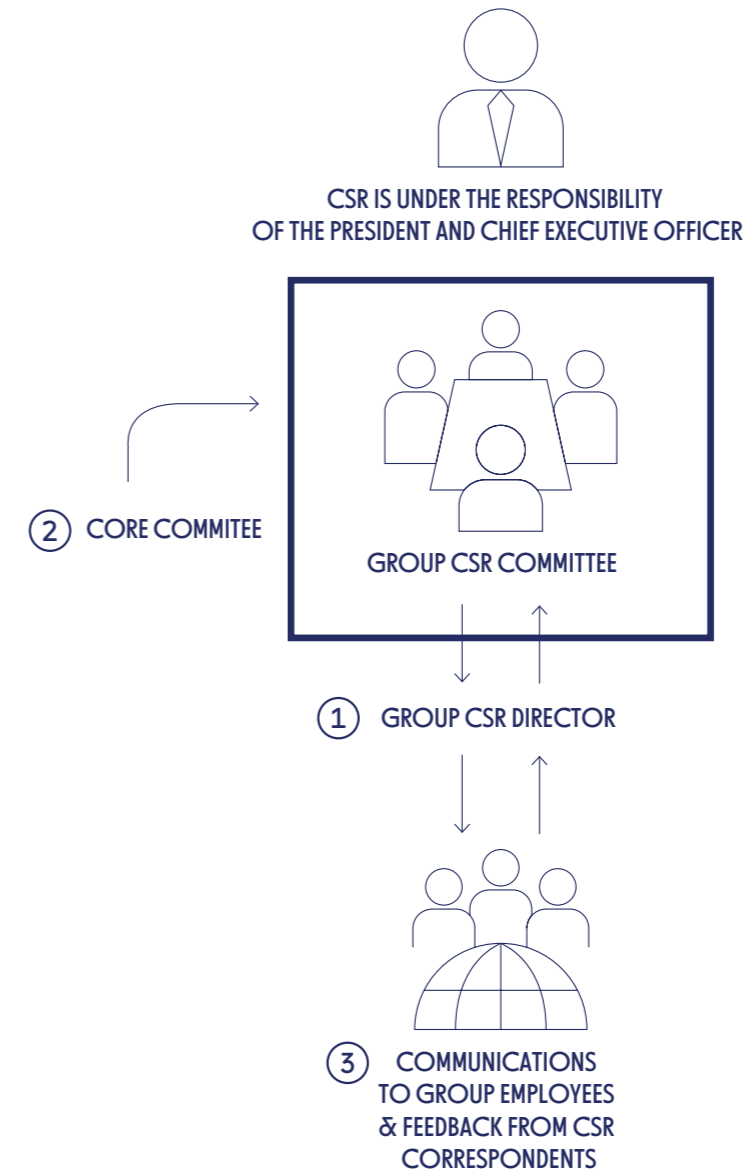 CSR IS UNDER THE RESPONSIBILITY
OF THE PRESIDENT AND CHIEF EXECUTIVE OFFICER
2 CORE COMMITEE
GROUP CSR COMMITTEE
1 GROUP CSR DIRECTOR
3 COMMUNICATIONS
TO GROUP EMPLOYEES
& FEEDBACK FROM CSR
CORRESPONDENTS